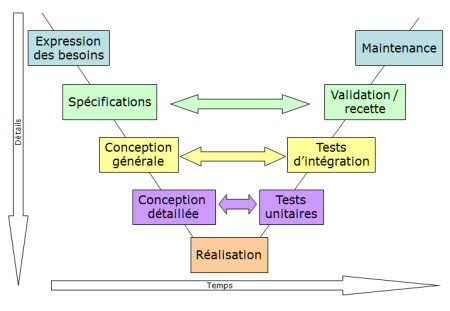 Expression
des besoins
Maintenance
Spécifications
Validation /
recette
Conception
générale
Tests
d'intégration
Conception
détaillée
Tests
unitaires
Réalisation
Détails
Temps